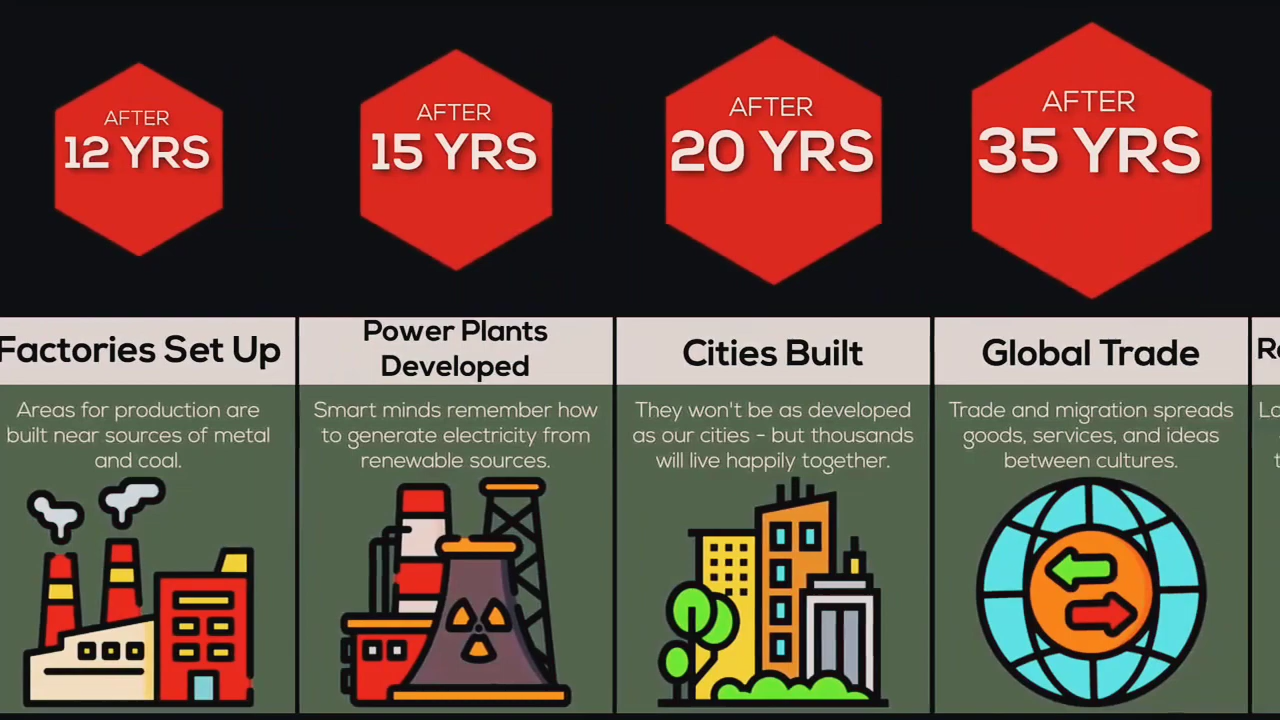 AFTER
12 YRS
Factories Set Up
Areas for production are
built near sources of metal
and coal.
AFTER
15 YRS
Power Plants
Developed
Smart minds remember how
to generate electricity from
renewable sources.
AFTER
20 YRS
Cities Built
They won't be as developed
as our cities - but thousands
will live happily together.
AFTER
35 YRS
Global Trade
Trade and migration spreads
goods, services, and ideas
between cultures.